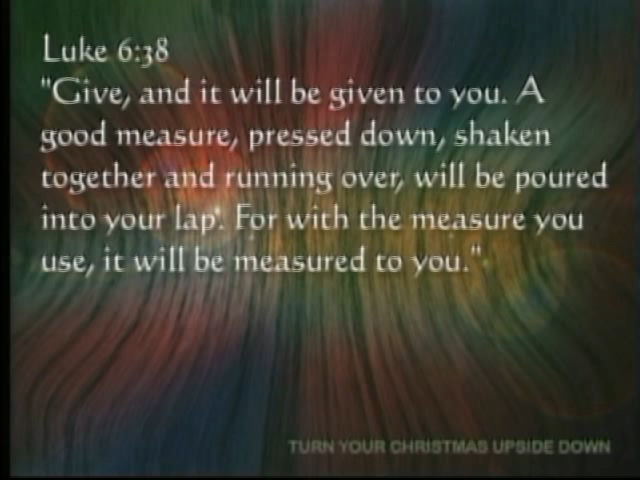 Luke 6:38
"Give, and it will be given to you. A
good measure, pressed down, shaken
together and running over, will be poured
into your lap. For with the measure you
use, it will be measured to you."
TURN YOUR CHRISTMAS UPSIDE DOWN